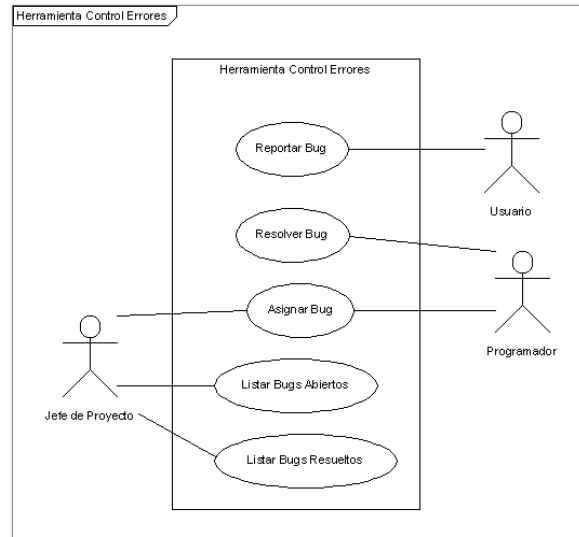 Herramienta Control Errores
Herramienta Control Errores
Reportar Bug
Usuario
Resolver Bug
Asignar Bug
Programador
Listar Bugs Abiertos
Jefe de Proyecto
Listar Bugs Resueltos